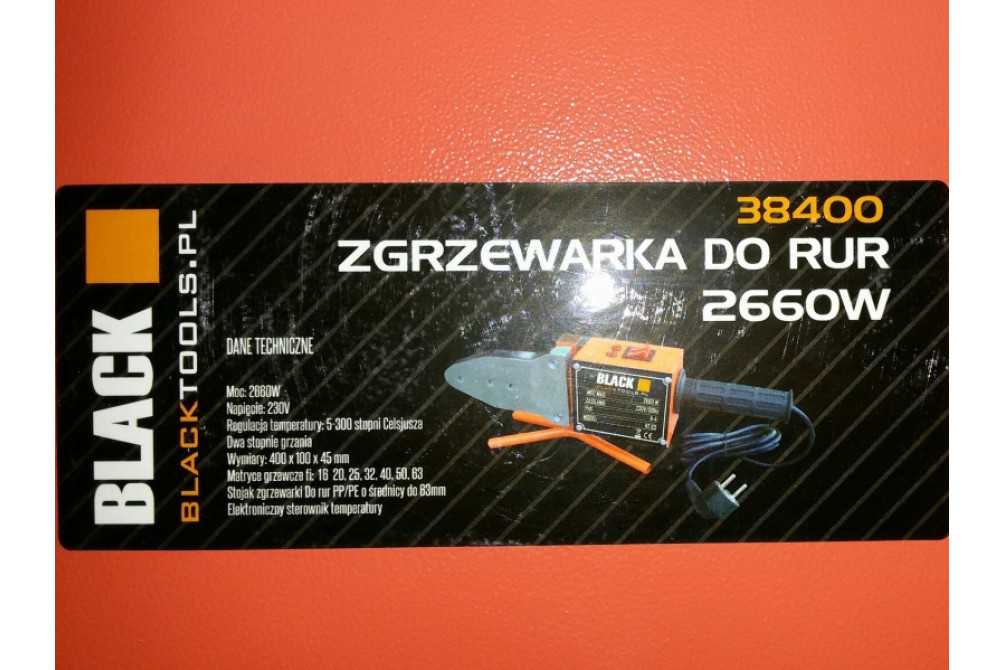 BLACK
BLACKTOOLS.PL
38400
ZGRZEWARKA DO RUR
2660W
DANE TECHNICZNE
Moc: 2660W
Napięcie: 230V
Regulacja temperatury: 5-300 stopni Celsjusza
Dwa stopnie grzania
Wymiary: 400 x 100 x 45 mm
Matryce grzewcze fi: 16 20, 25, 32, 40, 50, 63
Stojak zgrzewarki Do rur PP/PE o średnicy do 63mm
Elektroniczny sterownik temperatury
BLACK
BLACKTOOLS.PL